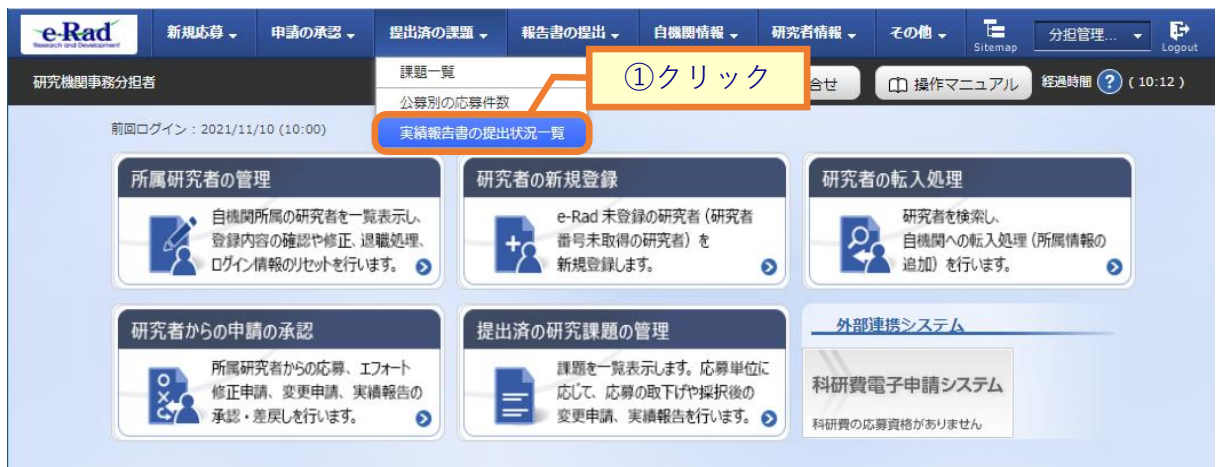 e-Rad
Research and Development
新規応募
申請の承認
提出済の課題
報告書の提出
自機関情報
研究者情報
その他
Sitemap
分担管理...
Logout
研究機関事務分担者
課題一覧
公募別の応募件数
実績報告書の提出状況一覧
①クリック
合せ
操作マニュアル
経過時間 ? ( 10:12 )
前回ログイン : 2021/11/10 (10:00)
所属研究者の管理
自機関所属の研究者を一覧表示し、
登録内容の確認や修正、退職処理、
ログイン情報のリセットを行います。
研究者の新規登録
e-Rad 未登録の研究者（研究者
番号未取得の研究者）を
新規登録します。
研究者の転入処理
研究者を検索し、
自機関への転入処理（所属情報の
追加）を行います。
研究者からの申請の承認
所属研究者からの応募、エフォート
修正申請、変更申請、実績報告の
承認・差戻しを行います。
提出済の研究課題の管理
課題を一覧表示します。応募単位に
応じて、応募の取下げや採択後の
変更申請、実績報告を行います。
外部連携システム
科研費電子申請システム
科研費の応募資格がありません